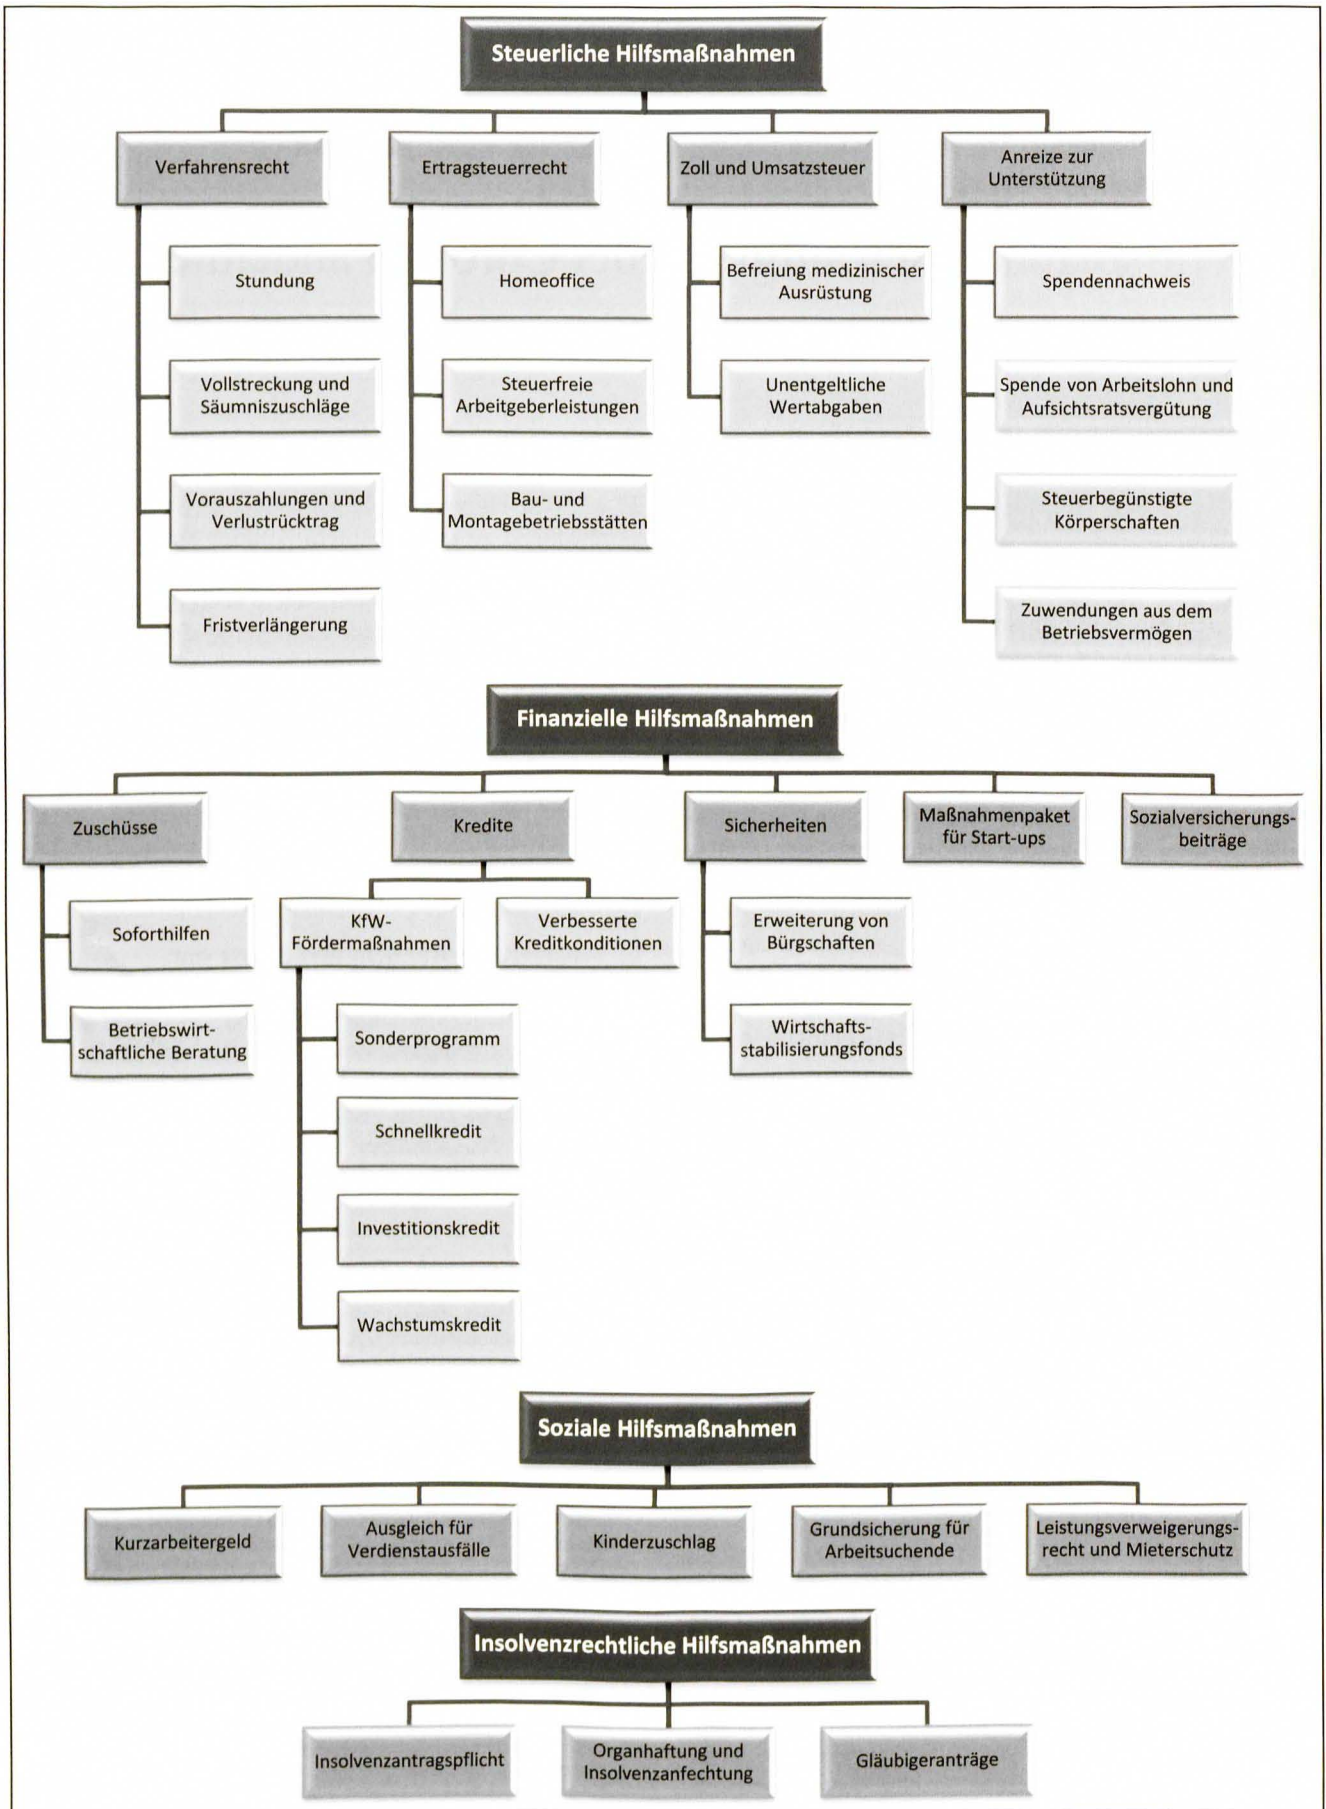 Steuerliche Hilfsmaßnahmen
Verfahrensrecht
Stundung
Vollstreckung und
Säumniszuschläge
Vorauszahlungen und
Verlustrücktrag
Fristverlängerung
Ertragsteuerrecht
Homeoffice
Steuerfreie
Arbeitgeberleistungen
Bau- und
Montagebetriebsstätten
Zoll und Umsatzsteuer
Befreiung medizinischer
Ausrüstung
Unentgeltliche
Wertabgaben
Anreize zur
Unterstützung
Spendennachweis
Spende von Arbeitslohn und
Aufsichtsratsvergütung
Steuerbegünstigte
Körperschaften
Zuwendungen aus dem
Betriebsvermögen
Finanzielle Hilfsmaßnahmen
Zuschüsse
Soforthilfen
Betriebswirt-
schaftliche Beratung
Kredite
KfW-
Fördermaßnahmen
Sonderprogramm
Schnellkredit
Investitionskredit
Wachstumskredit
Verbesserte
Kreditkonditionen
Sicherheiten
Erweiterung von
Bürgschaften
Wirtschafts-
stabilisierungsfonds
Maßnahmenpaket
für Start-ups
Sozialversicherungs-
beiträge
Soziale Hilfsmaßnahmen
Kurzarbeitergeld
Ausgleich für
Verdienstausfälle
Kinderzuschlag
Grundsicherung für
Arbeitsuchende
Leistungsverweigerungs-
recht und Mieterschutz
Insolvenzrechtliche Hilfsmaßnahmen
Insolvenzantragspflicht
Organhaftung und
Insolvenzanfechtung
Gläubigeranträge